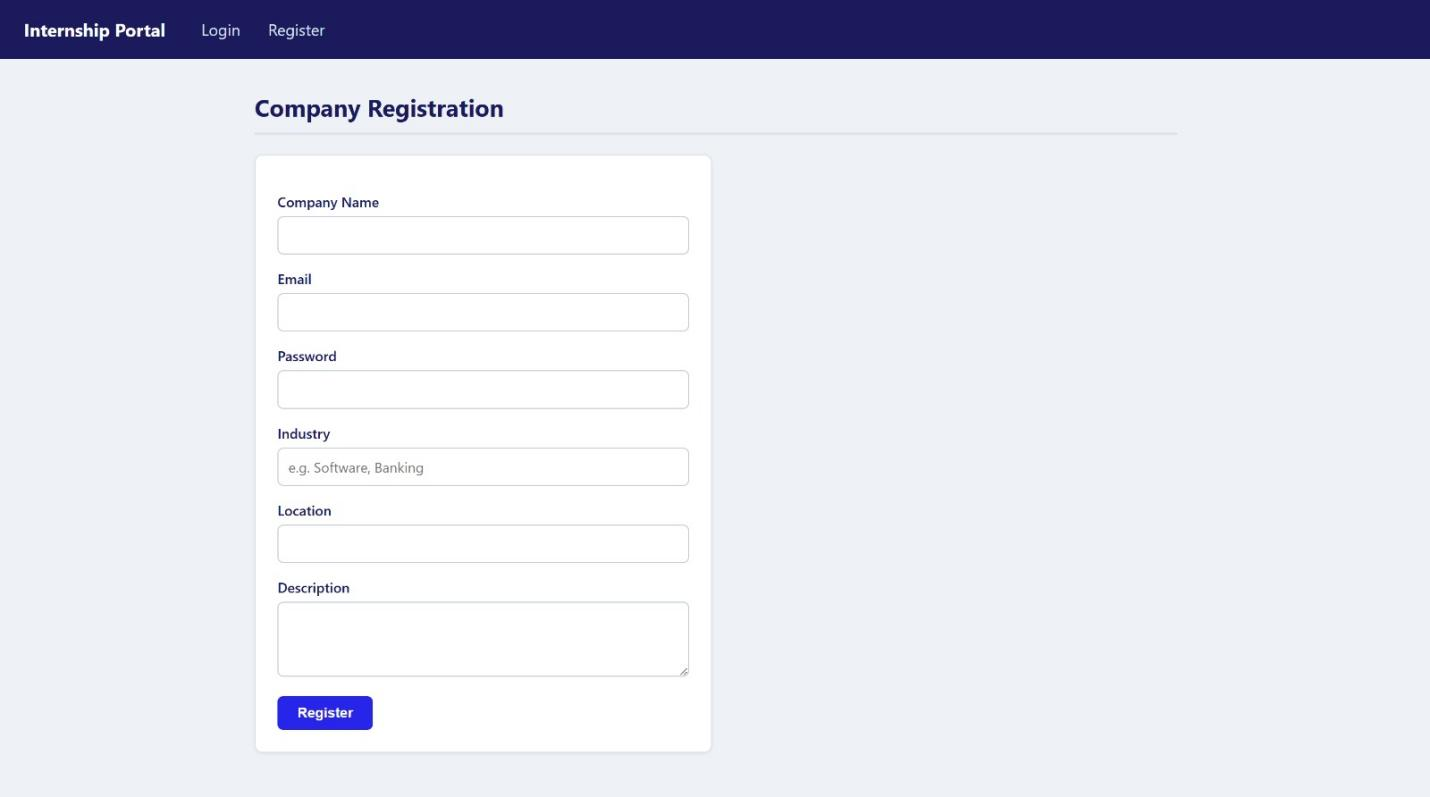 Internship Portal Login Register
Company Registration
Company Name
Email
Password
Industry
e.g. Software, Banking
Location
Description
Register